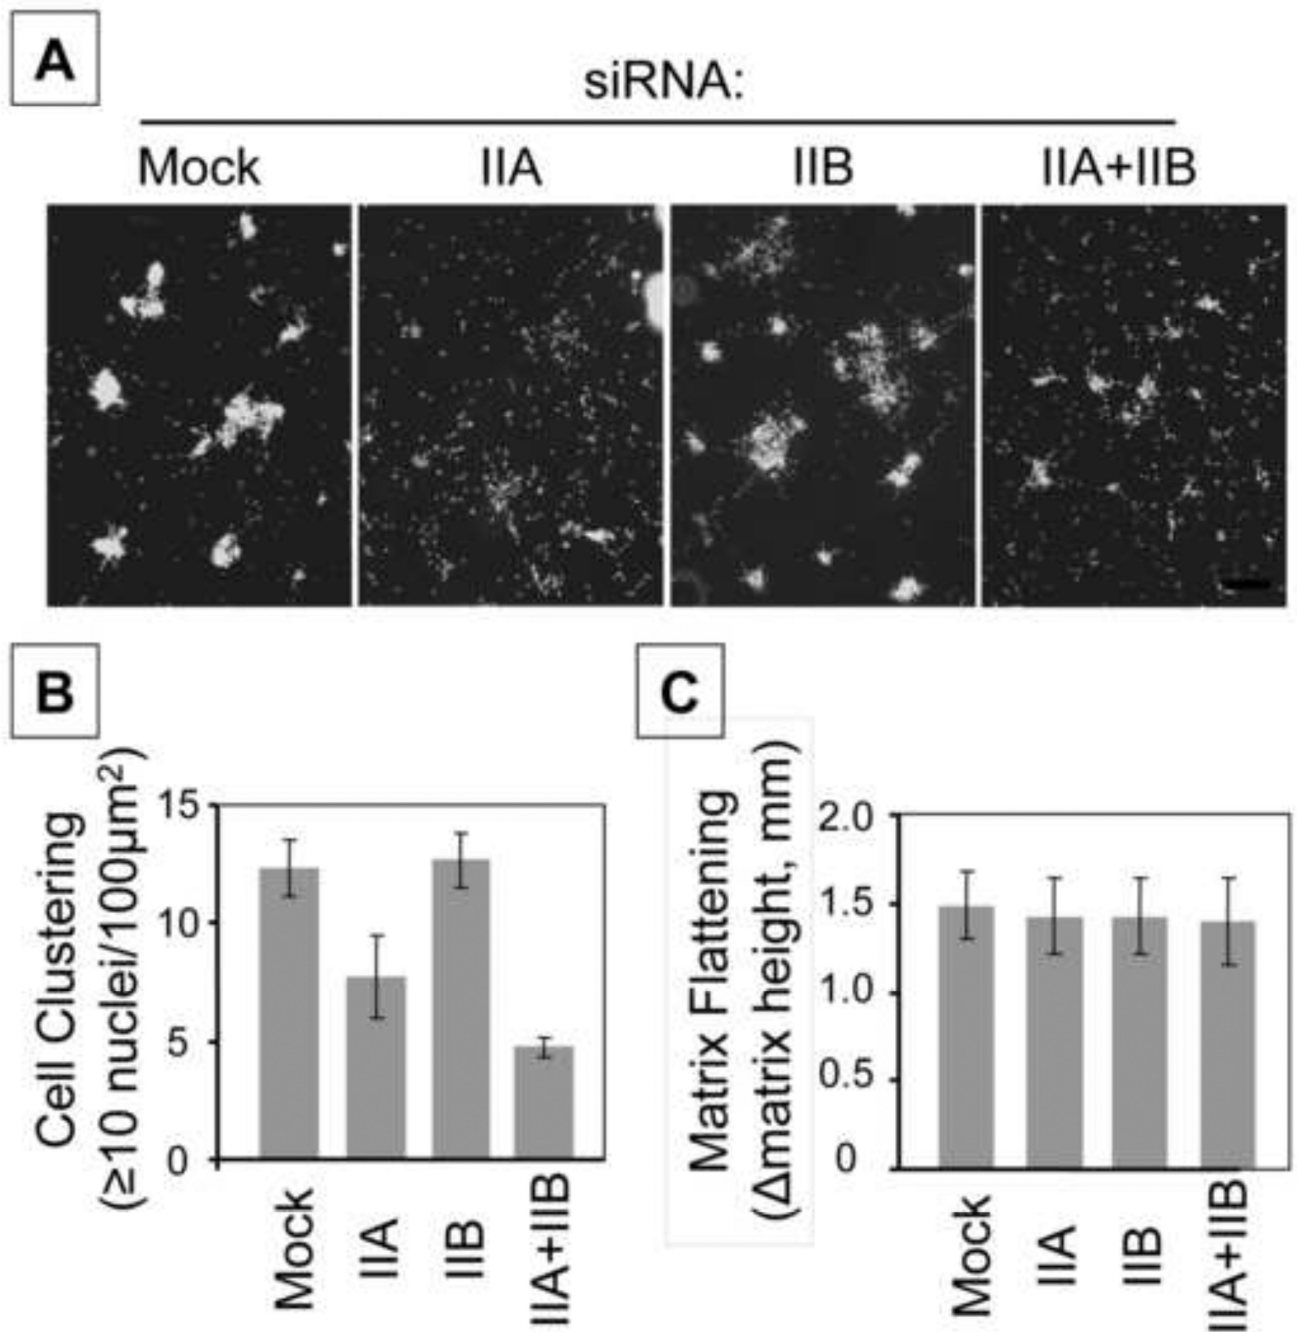 A
siRNA:
Mock IIA IIB IIA+IIB
B
Cell Clustering
(≥10 nuclei/100μm²)
15
10
5
0
Mock
IIA
IIB
IIA+IIB
C
Matrix Flattening
(Δmatrix height, mm)
2.0
1.5
1.0
0.5
0
Mock
IIA
IIB
IIA+IIB